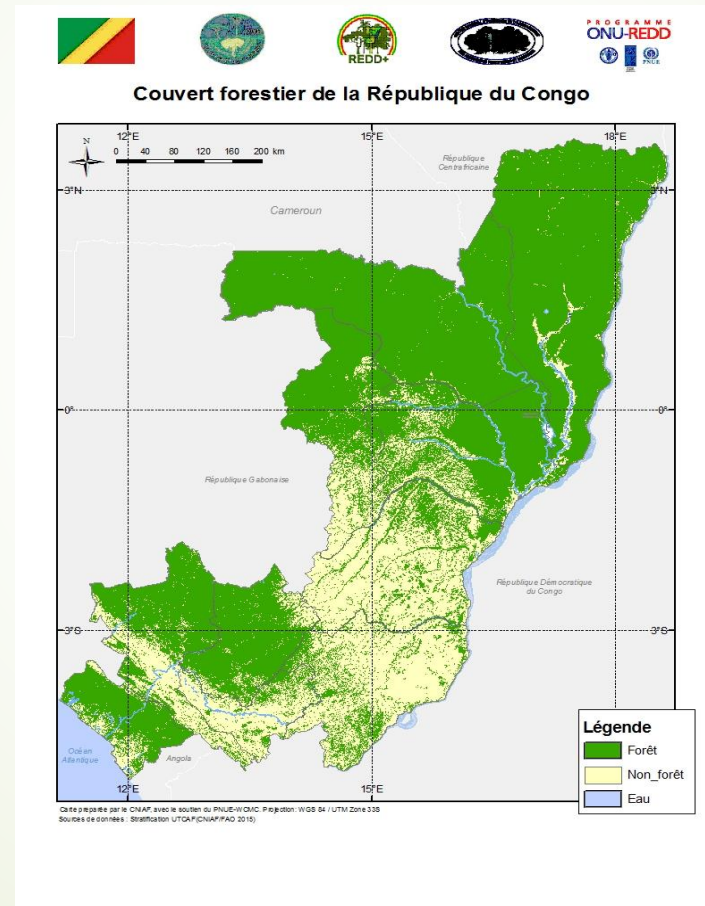 REDD+
PROGRAMME
ONU-REDD
PNUE
Couvert forestier de la République du Congo
12°E
15°E
18°E
N
0 40 80 120 160 200 km
République
Centrafricaine
3°N
3°N
Cameroun
0°
0°
République Gabonaise
République Démocratique
du Congo
3°S
3°S
Océan
Atlantique
Angola
12°E
15°E
Légende
Forêt
Non_forêt
Eau
Carte préparée par le CNIAF, avec le soutien du PNUE-WCMC. Projection: WGS 84 / UTM Zone 33S
Sources de données : Stratification UTCAF(CNIAF/FAO 2015)